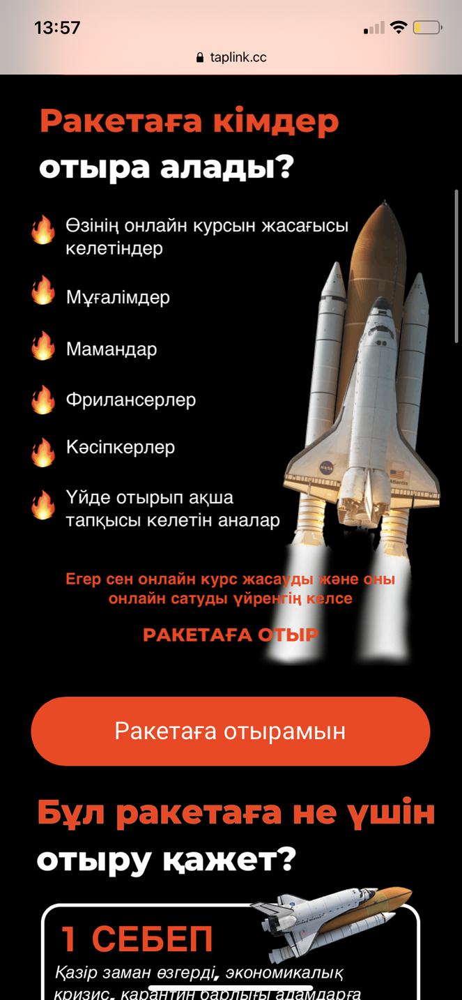 13:57
taplink.cc
Ракетаға кімдер
отыра алады?
Өзінің онлайн курсын жасағысы
келетіндер
Мұғалімдер
Мамандар
Фрилансерлер
Кәсіпкерлер
Үйде отырып ақша
тапқысы келетін аналар
NASA
Atlantis
Егер сен онлайн курс жасауды және оны
онлайн сатуды үйренгің келсе
РАКЕТАҒА ОТЫР
Ракетаға отырамын
Бұл ракетаға не үшін
отыру қажет?
1 СЕБЕП
Қазір заман өзгерді, экономикалық
кризис, карантин барлығы адамдарға